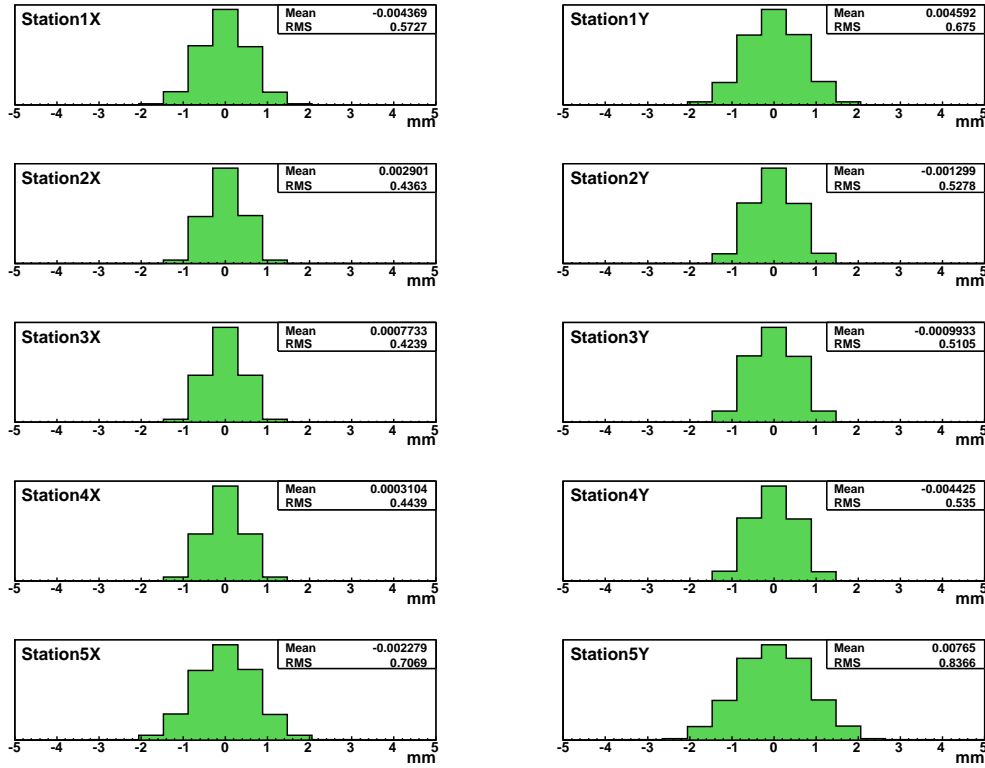 Station1X
Mean -0.004369
RMS 0.5727
-5 -4 -3 -2 -1 0 1 2 3 4 5
mm
Station1Y
Mean 0.004592
RMS 0.675
-5 -4 -3 -2 -1 0 1 2 3 4 5
mm
Station2X
Mean 0.002901
RMS 0.4363
-5 -4 -3 -2 -1 0 1 2 3 4 5
mm
Station2Y
Mean -0.001299
RMS 0.5278
-5 -4 -3 -2 -1 0 1 2 3 4 5
mm
Station3X
Mean 0.0007733
RMS 0.4239
-5 -4 -3 -2 -1 0 1 2 3 4 5
mm
Station3Y
Mean -0.0009933
RMS 0.5105
-5 -4 -3 -2 -1 0 1 2 3 4 5
mm
Station4X
Mean 0.0003104
RMS 0.4439
-5 -4 -3 -2 -1 0 1 2 3 4 5
mm
Station4Y
Mean -0.004425
RMS 0.535
-5 -4 -3 -2 -1 0 1 2 3 4 5
mm
Station5X
Mean -0.002279
RMS 0.7069
-5 -4 -3 -2 -1 0 1 2 3 4 5
mm
Station5Y
Mean 0.00765
RMS 0.8366
-5 -4 -3 -2 -1 0 1 2 3 4 5
mm